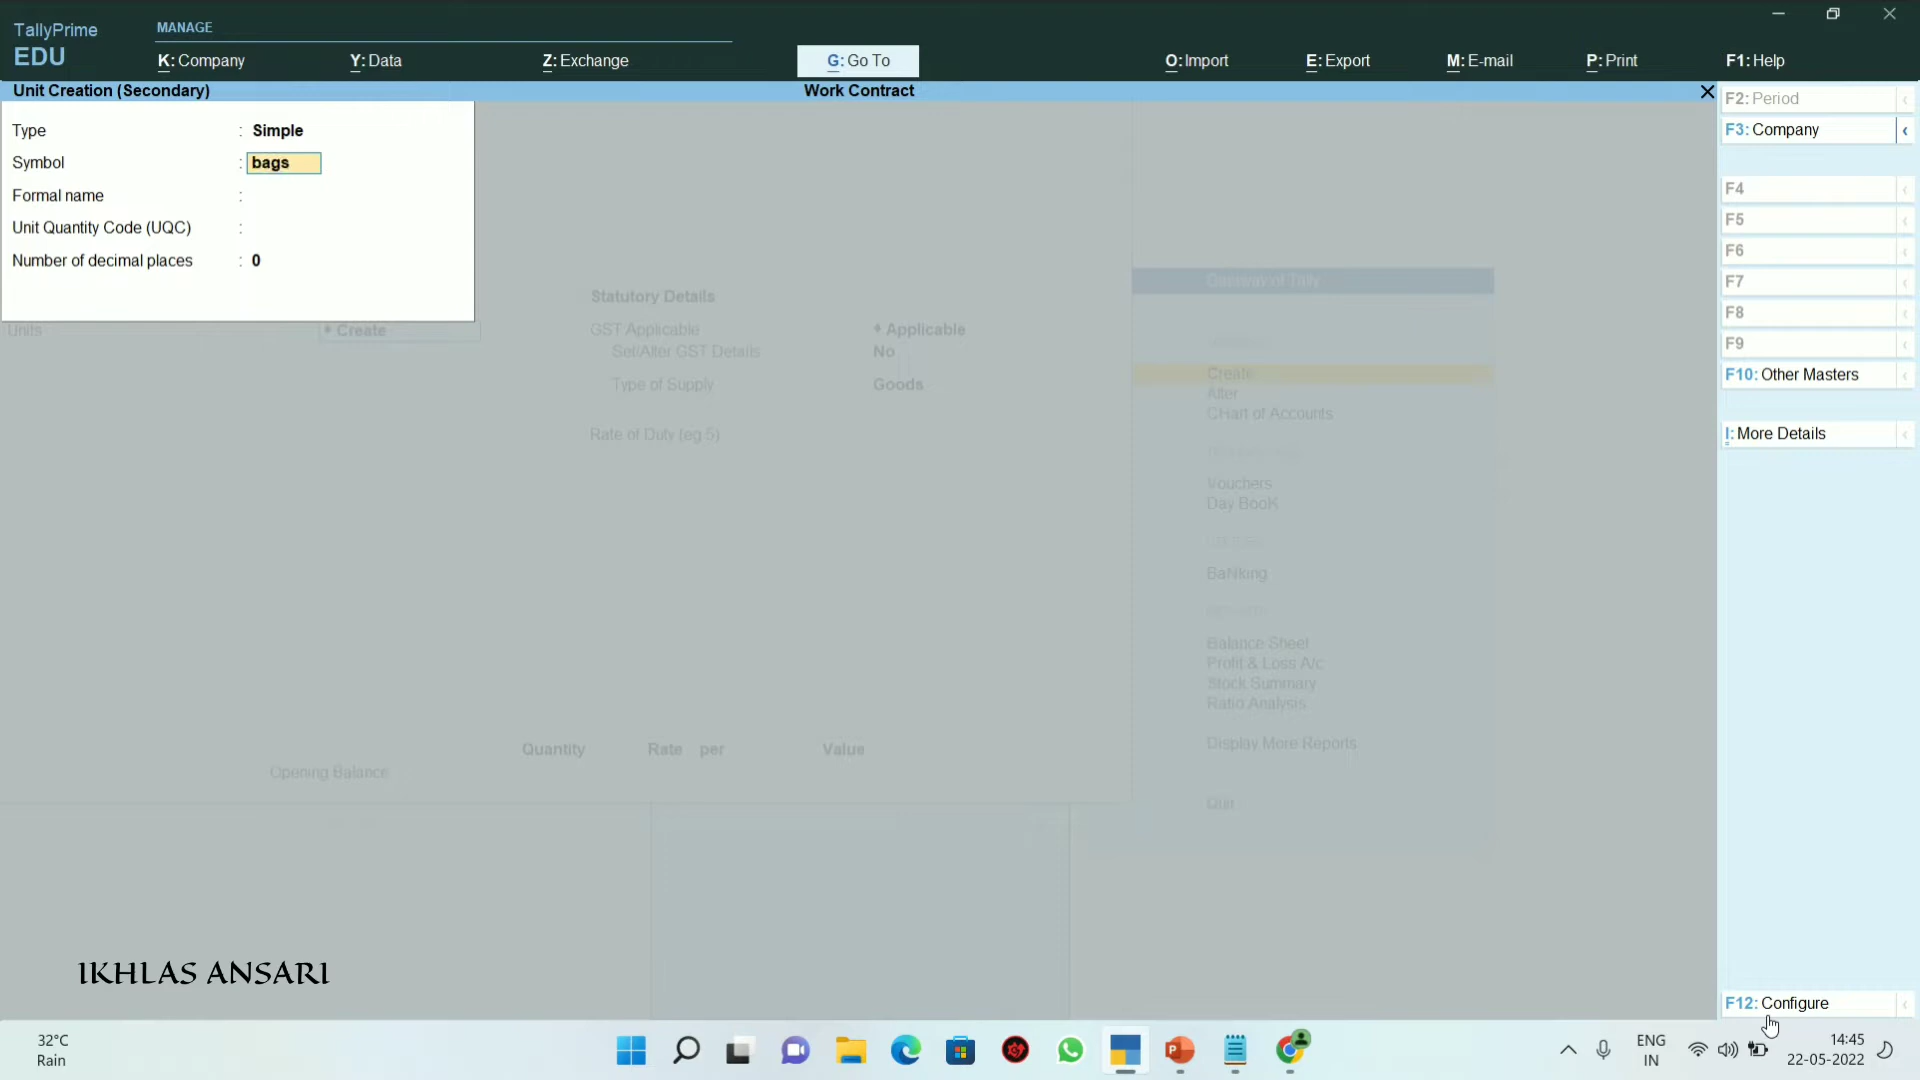 TallyPrime
EDU
MANAGE
K: Company
Y: Data
Z: Exchange
G: Go To
O: Import
E: Export
M: E-mail
P: Print
F1: Help
Unit Creation (Secondary)
Work Contract
Type : Simple
Symbol : bags
Formal name :
Unit Quantity Code (UQC) :
Number of decimal places : 0
Units
Create
Statutory Details
GST Applicable
Applicable
Set/Alter GST Details
No
Type of Supply
Goods
Rate of Duty (eg 5)
Gateway of Tally
Create
Alter
CHart of Accounts
Vouchers
Day BooK
BaNking
Balance Sheet
Profit & Loss A/c
Stock Summary
Ratio Analysis
Display More Reports
Quit
Quantity
Rate per
Value
Opening Balance
F2: Period
F3: Company
F4
F5
F6
F7
F8
F9
F10: Other Masters
I: More Details
F12: Configure
IKHLAS ANSARI
32°C
Rain
ENG
IN
14:45
22-05-2022